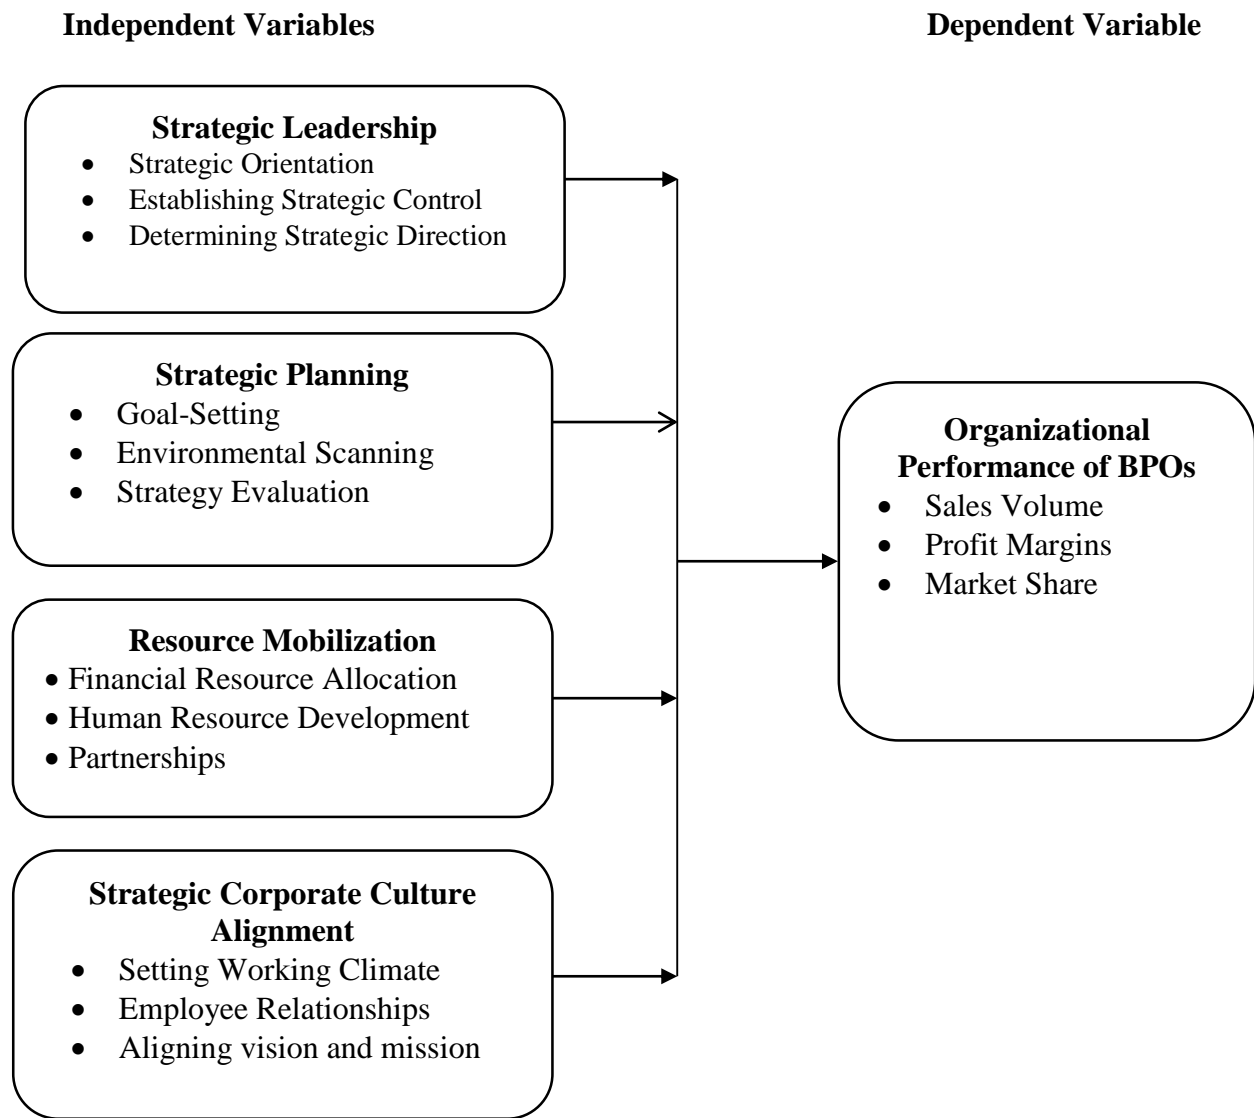 Independent Variables
Dependent Variable
Strategic Leadership
• Strategic Orientation
• Establishing Strategic Control
• Determining Strategic Direction
Strategic Planning
• Goal-Setting
• Environmental Scanning
• Strategy Evaluation
Resource Mobilization
• Financial Resource Allocation
• Human Resource Development
• Partnerships
Strategic Corporate Culture
Alignment
• Setting Working Climate
• Employee Relationships
• Aligning vision and mission
Organizational
Performance of BPOs
• Sales Volume
• Profit Margins
• Market Share